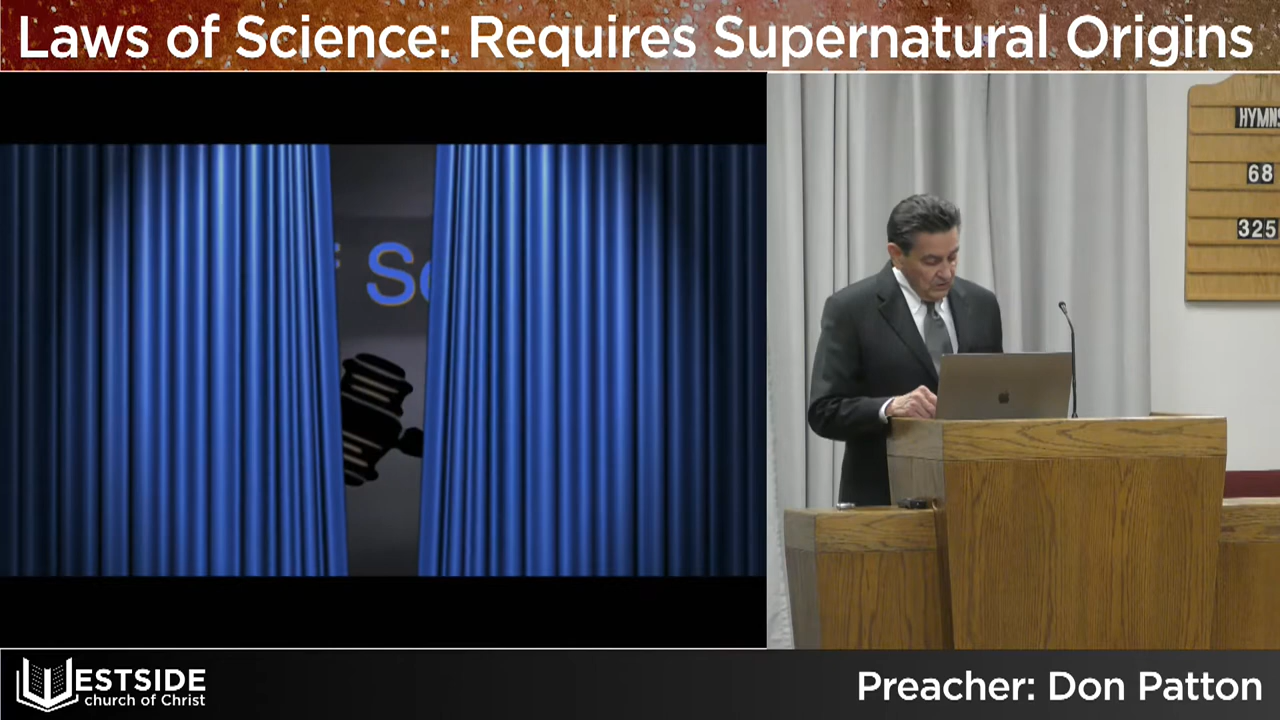 Laws of Science: Requires Supernatural Origins
HYMNS
68
325
WESTSIDE
church of Christ
Preacher: Don Patton